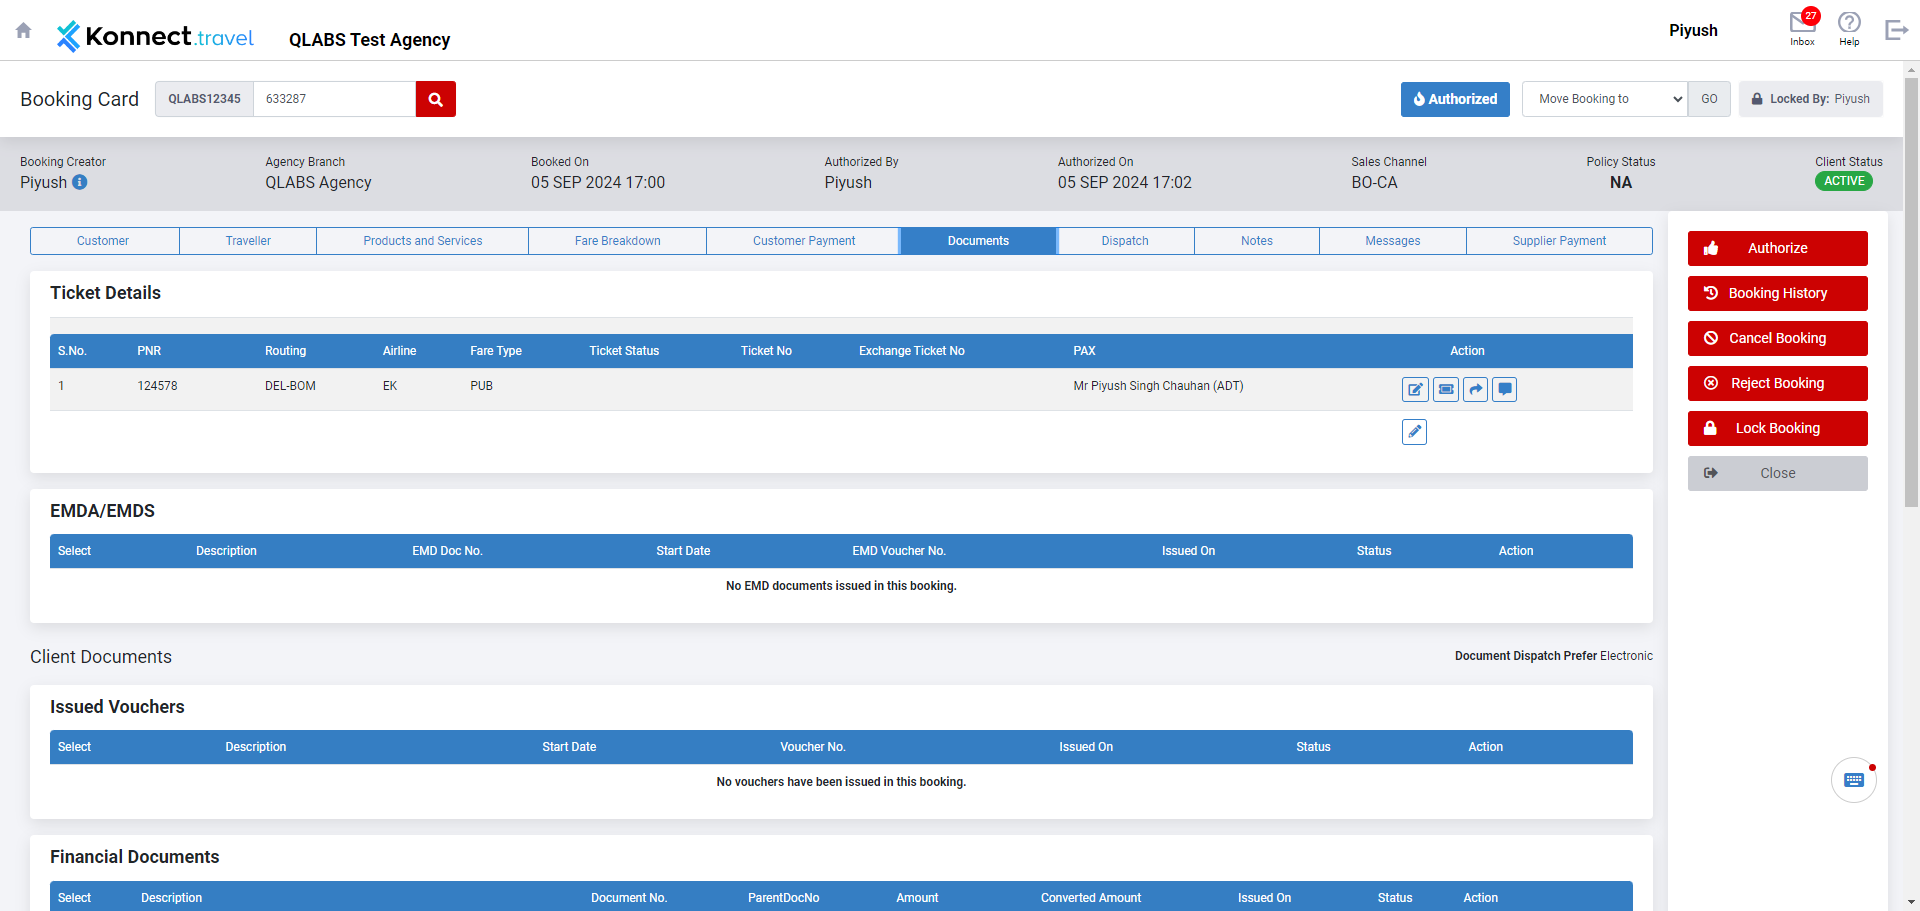 Konnect.travel QLABS Test Agency Piyush 27 Inbox Help
Booking Card QLABS12345 633287 Authorized Move Booking to GO Locked By: Piyush
Booking Creator Agency Branch Booked On Authorized By Authorized On Sales Channel Policy Status Client Status
Piyush QLABS Agency 05 SEP 2024 17:00 Piyush 05 SEP 2024 17:02 BO-CA NA ACTIVE
Customer Traveller Products and Services Fare Breakdown Customer Payment Documents Dispatch Notes Messages Supplier Payment
Authorize
Booking History
Cancel Booking
Reject Booking
Lock Booking
Close
Ticket Details
S.No. PNR Routing Airline Fare Type Ticket Status Ticket No Exchange Ticket No PAX Action
1 124578 DEL-BOM EK PUB Mr Piyush Singh Chauhan (ADT)
EMDA/EMDS
Select Description EMD Doc No. Start Date EMD Voucher No. Issued On Status Action
No EMD documents issued in this booking.
Client Documents Document Dispatch Prefer Electronic
Issued Vouchers
Select Description Start Date Voucher No. Issued On Status Action
No vouchers have been issued in this booking.
Financial Documents
Select Description Document No. ParentDocNo Amount Converted Amount Issued On Status Action